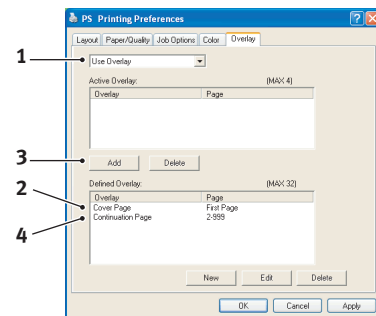 PS Printing Preferences
Layout Paper/Quality Job Options Color Overlay
1
Use Overlay
Active Overlay: (MAX 4)
Overlay Page
3
Add Delete
Defined Overlay: (MAX 32)
Overlay Page
2
Cover Page First Page
4
Continuation Page 2-999
New Edit Delete
OK Cancel Apply